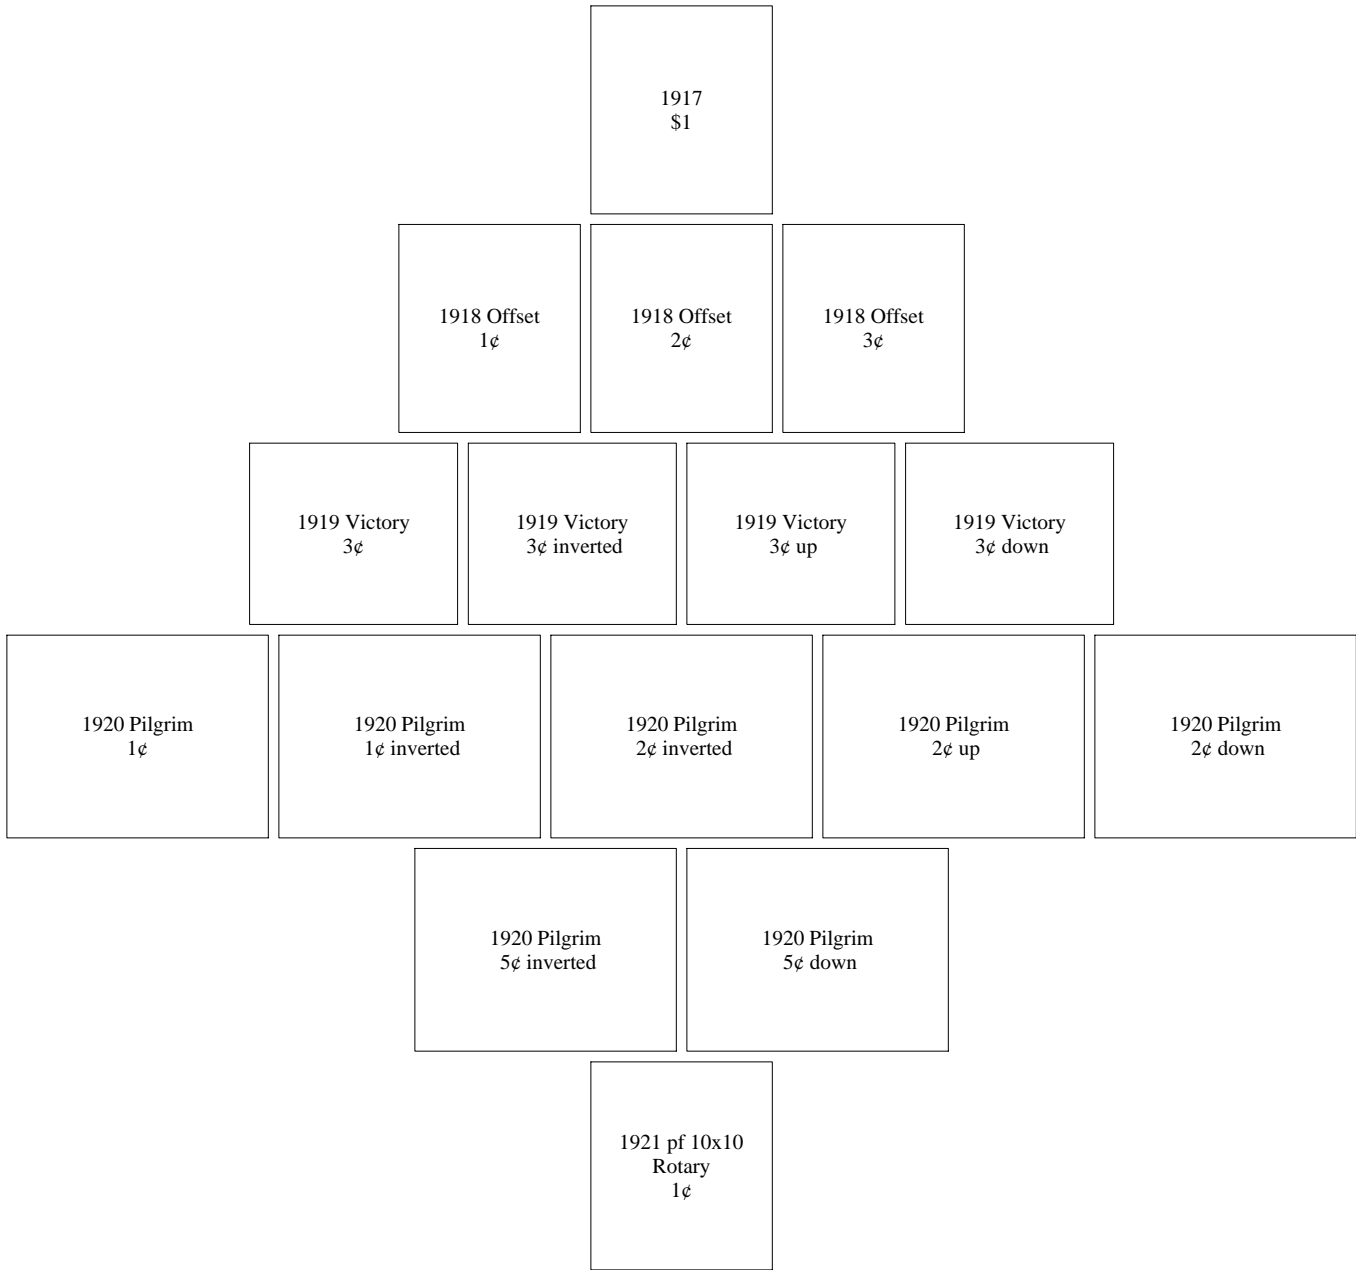 1917
$1
1918 Offset
1¢
1918 Offset
2¢
1918 Offset
3¢
1919 Victory
3¢
1919 Victory
3¢ inverted
1919 Victory
3¢ up
1919 Victory
3¢ down
1920 Pilgrim
1¢
1920 Pilgrim
1¢ inverted
1920 Pilgrim
2¢ inverted
1920 Pilgrim
2¢ up
1920 Pilgrim
2¢ down
1920 Pilgrim
5¢ inverted
1920 Pilgrim
5¢ down
1921 pf 10x10
Rotary
1¢